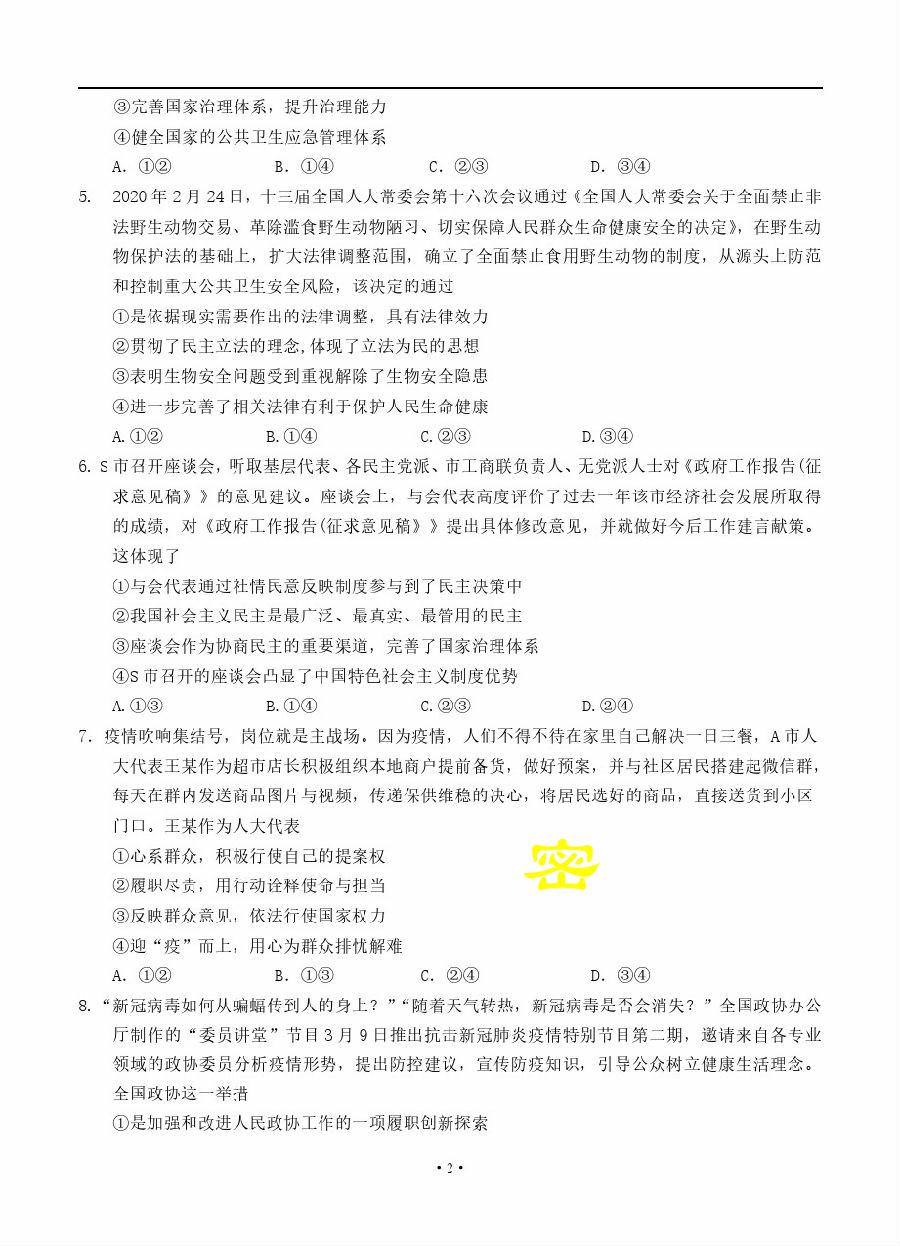 ③完善国家治理体系，提升治理能力
④健全国家的公共卫生应急管理体系
A．①② B．①④ C．②③ D．③④
5． 2020 年 2 月 24 日，十三届全国人大常委会第十六次会议通过《全国人大常委会关于全面禁止非
法野生动物交易、革除滥食野生动物陋习、切实保障人民群众生命健康安全的决定》，在野生动
物保护法的基础上，扩大法律调整范围，确立了全面禁止食用野生动物的制度，从源头上防范
和控制重大公共卫生安全风险，该决定的通过
①是依据现实需要作出的法律调整，具有法律效力
②贯彻了民主立法的理念,体现了立法为民的思想
③表明生物安全问题受到重视解除了生物安全隐患
④进一步完善了相关法律有利于保护人民生命健康
A.①② B.①④ C.②③ D.③④
6. S 市召开座谈会，听取基层代表、各民主党派、市工商联负责人、无党派人士对《政府工作报告(征
求意见稿》》的意见建议。座谈会上，与会代表高度评价了过去一年该市经济社会发展所取得
的成绩，对《政府工作报告(征求意见稿》》提出具体修改意见，并就做好今后工作建言献策。
这体现了
①与会代表通过社情民意反映制度参与到了民主决策中
②我国社会主义民主是最广泛、最真实、最管用的民主
③座谈会作为协商民主的重要渠道，完善了国家治理体系
④S 市召开的座谈会凸显了中国特色社会主义制度优势
A.①③ B.①④ C.②③ D.②④
7．疫情吹响集结号，岗位就是主战场。因为疫情，人们不得不待在家里自己解决一日三餐，A 市人
大代表王某作为超市店长积极组织本地商户提前备货，做好预案，并与社区居民搭建起微信群，
每天在群内发送商品图片与视频，传递保供维稳的决心，将居民选好的商品，直接送货到小区
门口。王某作为人大代表
①心系群众，积极行使自己的提案权
密
②履职尽责，用行动诠释使命与担当
③反映群众意见，依法行使国家权力
④迎“疫”而上，用心为群众排忧解难
A．①② B．①③ C．②④ D．③④
8.“新冠病毒如何从蝙蝠传到人的身上？”“随着天气转热，新冠病毒是否会消失？”全国政协办公
厅制作的“委员讲堂”节目 3 月 9 日推出抗击新冠肺炎疫情特别节目第二期，邀请来自各专业
领域的政协委员分析疫情形势，提出防控建议，宣传防疫知识，引导公众树立健康生活理念。
全国政协这一举措
①是加强和改进人民政协工作的一项履职创新探索
·2·